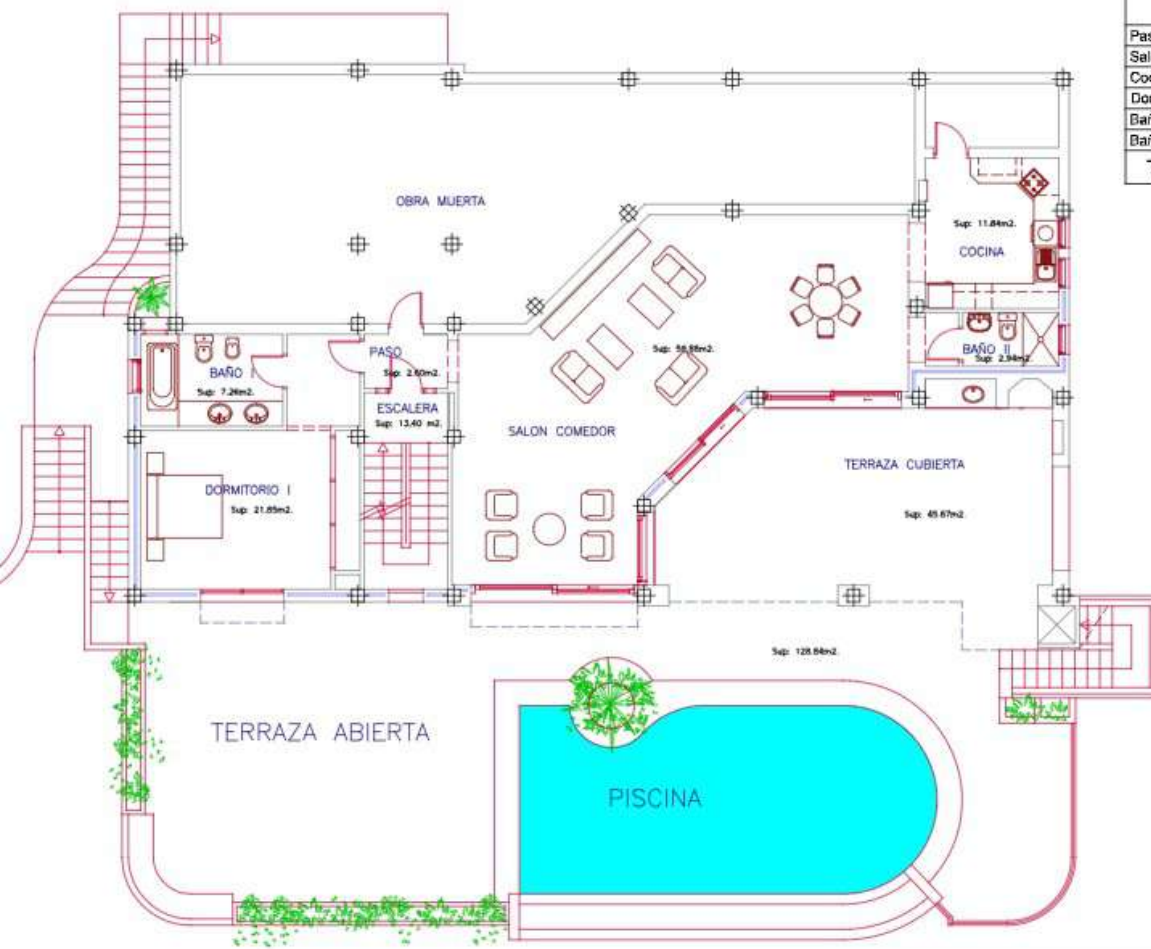 Pas
Sal
Coc
Dor
Bañ
Bañ
OBRA MUERTA
Sup: 11.84m2.
COCINA
PASO
Sup: 2.60m2.
BAÑO I
Sup: 7.26m2.
BAÑO II
Sup: 2.94m2.
ESCALERA
Sup: 13,40 m2.
SALON COMEDOR
TERRAZA CUBIERTA
DORMITORIO I
Sup: 21.85m2.
Sup: 45.67m2.
Sup: 128.84m2.
TERRAZA ABIERTA
PISCINA